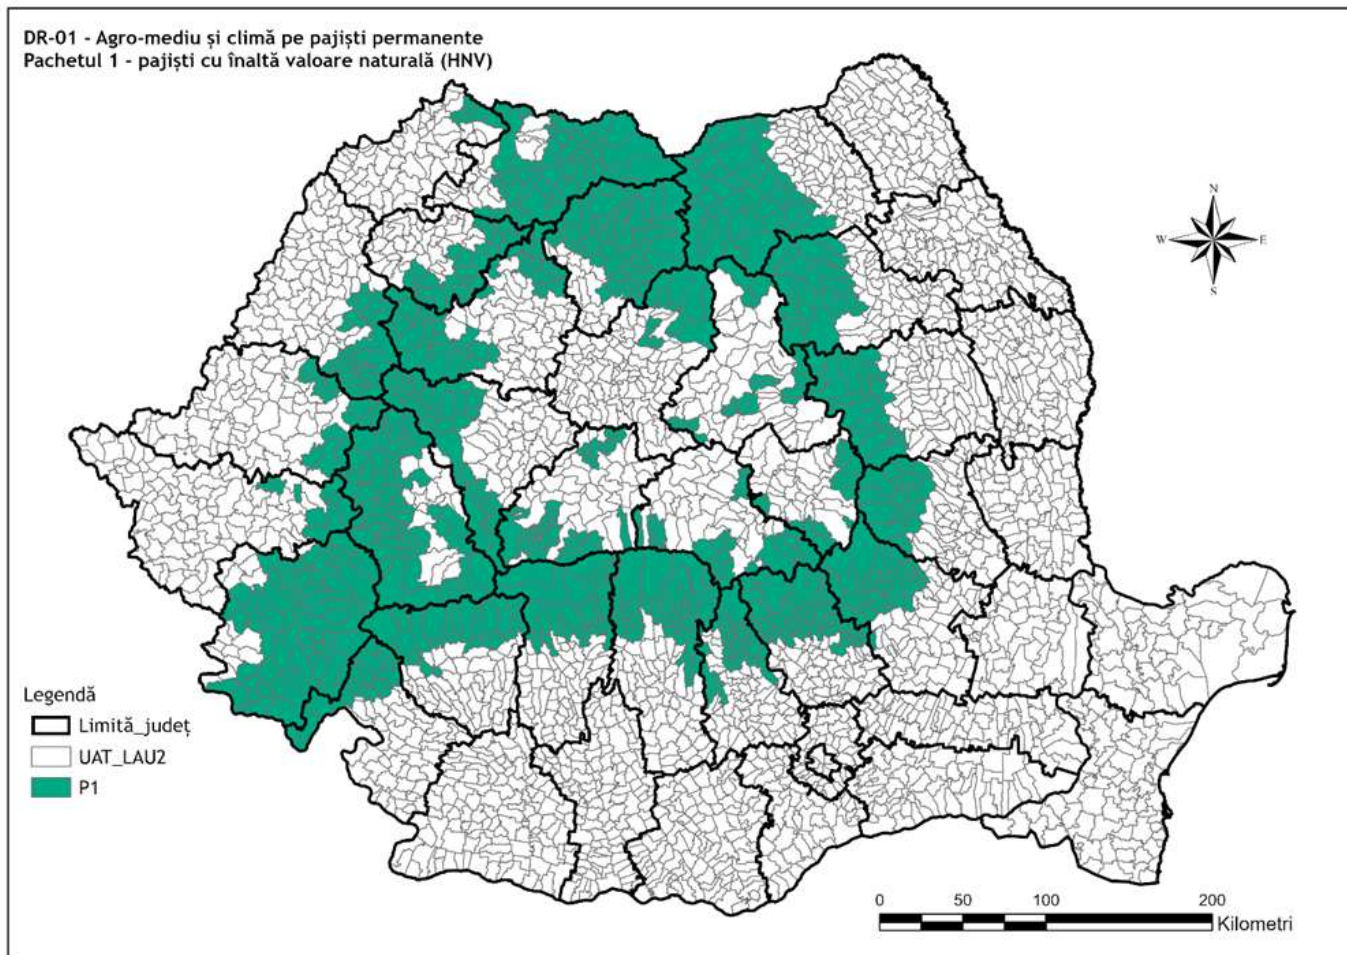 DR-01 - Agro-mediu și climă pe pajiști permanente
Pachetul 1 - pajiști cu înaltă valoare naturală (HNV)
N
W E
S
Legendă
Limită_județ
UAT_LAU2
P1
0 50 100 200
Kilometri